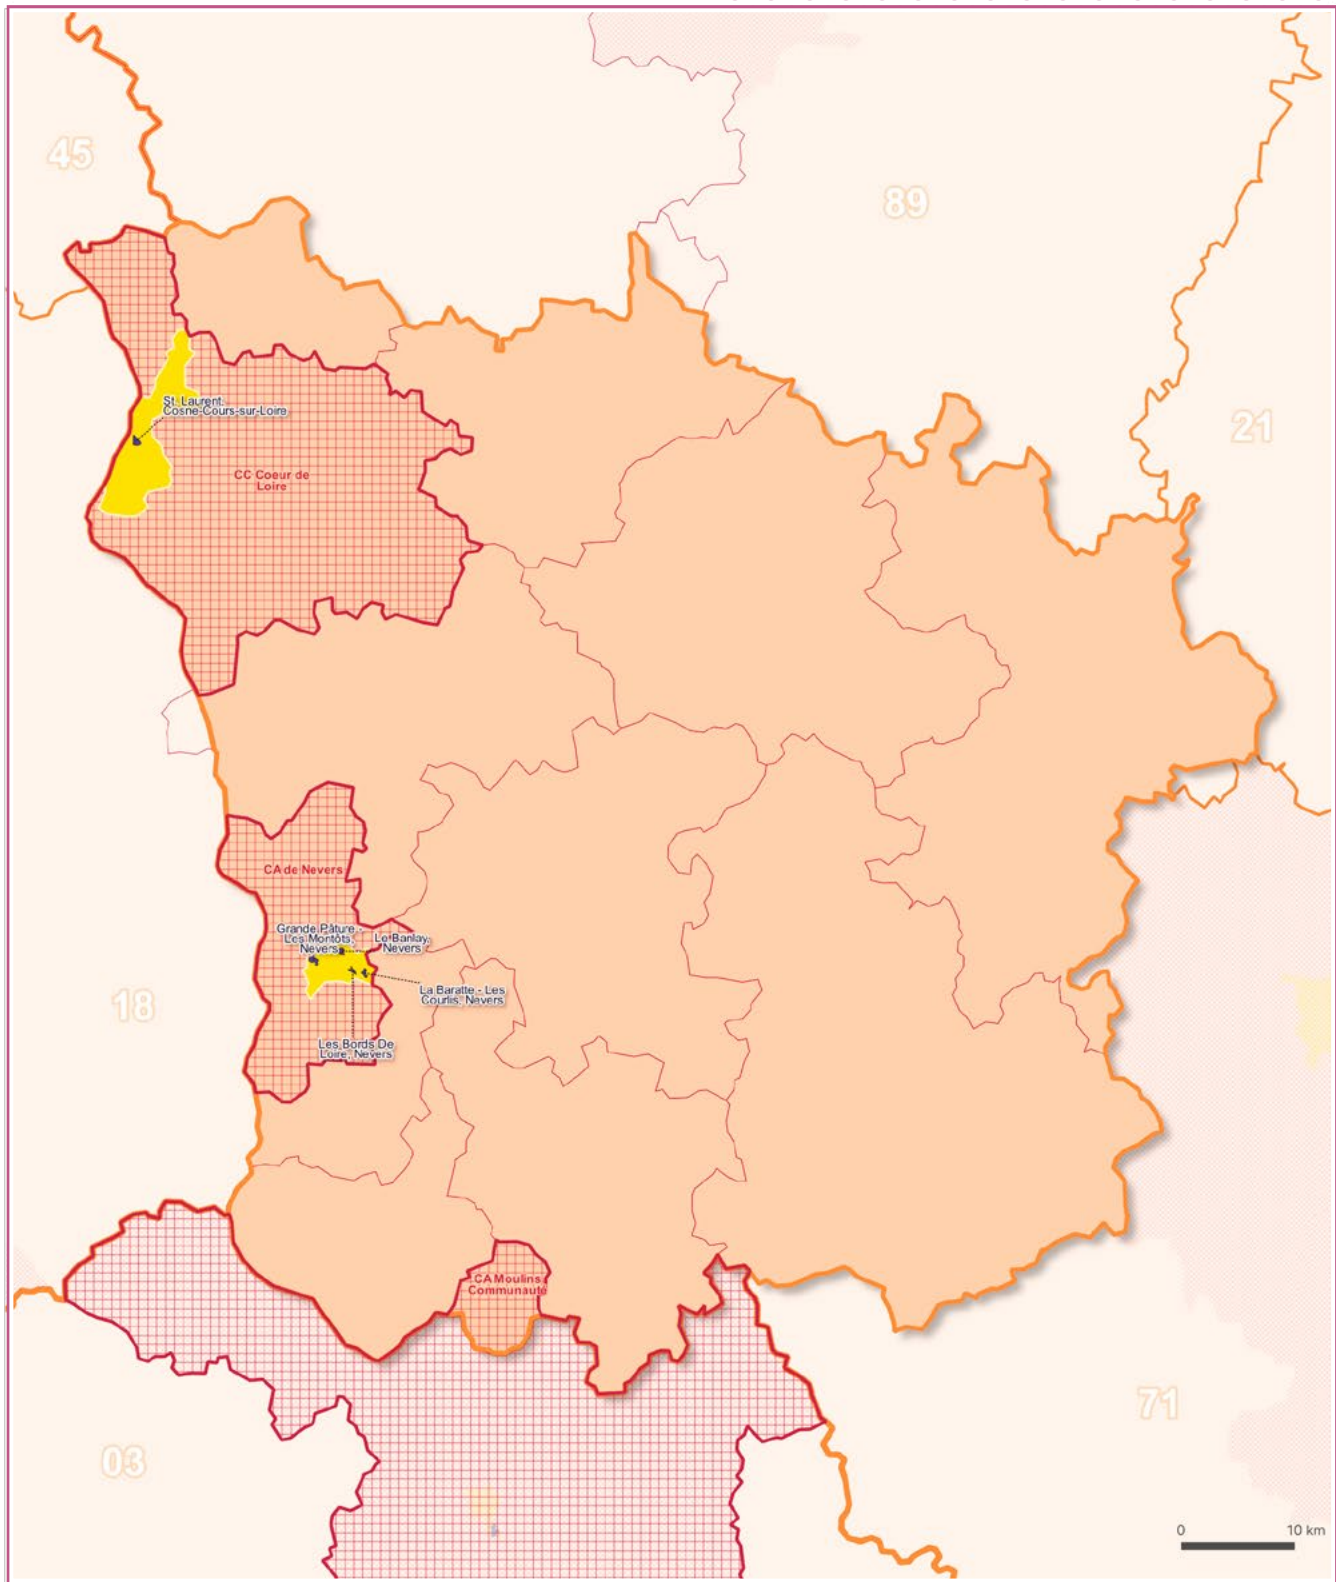 45
89
21
St. Laurent,
Cosne-Cours-sur-Loire
CC Coeur de
Loire
CA de Nevers
Grande Pâture -
Les Montôts,
Nevers
Le Banlay,
Nevers
La Baratte - Les
Courlis, Nevers
18
Les Bords De
Loire, Nevers
CA Moulins
Communauté
71
03
0 10 km